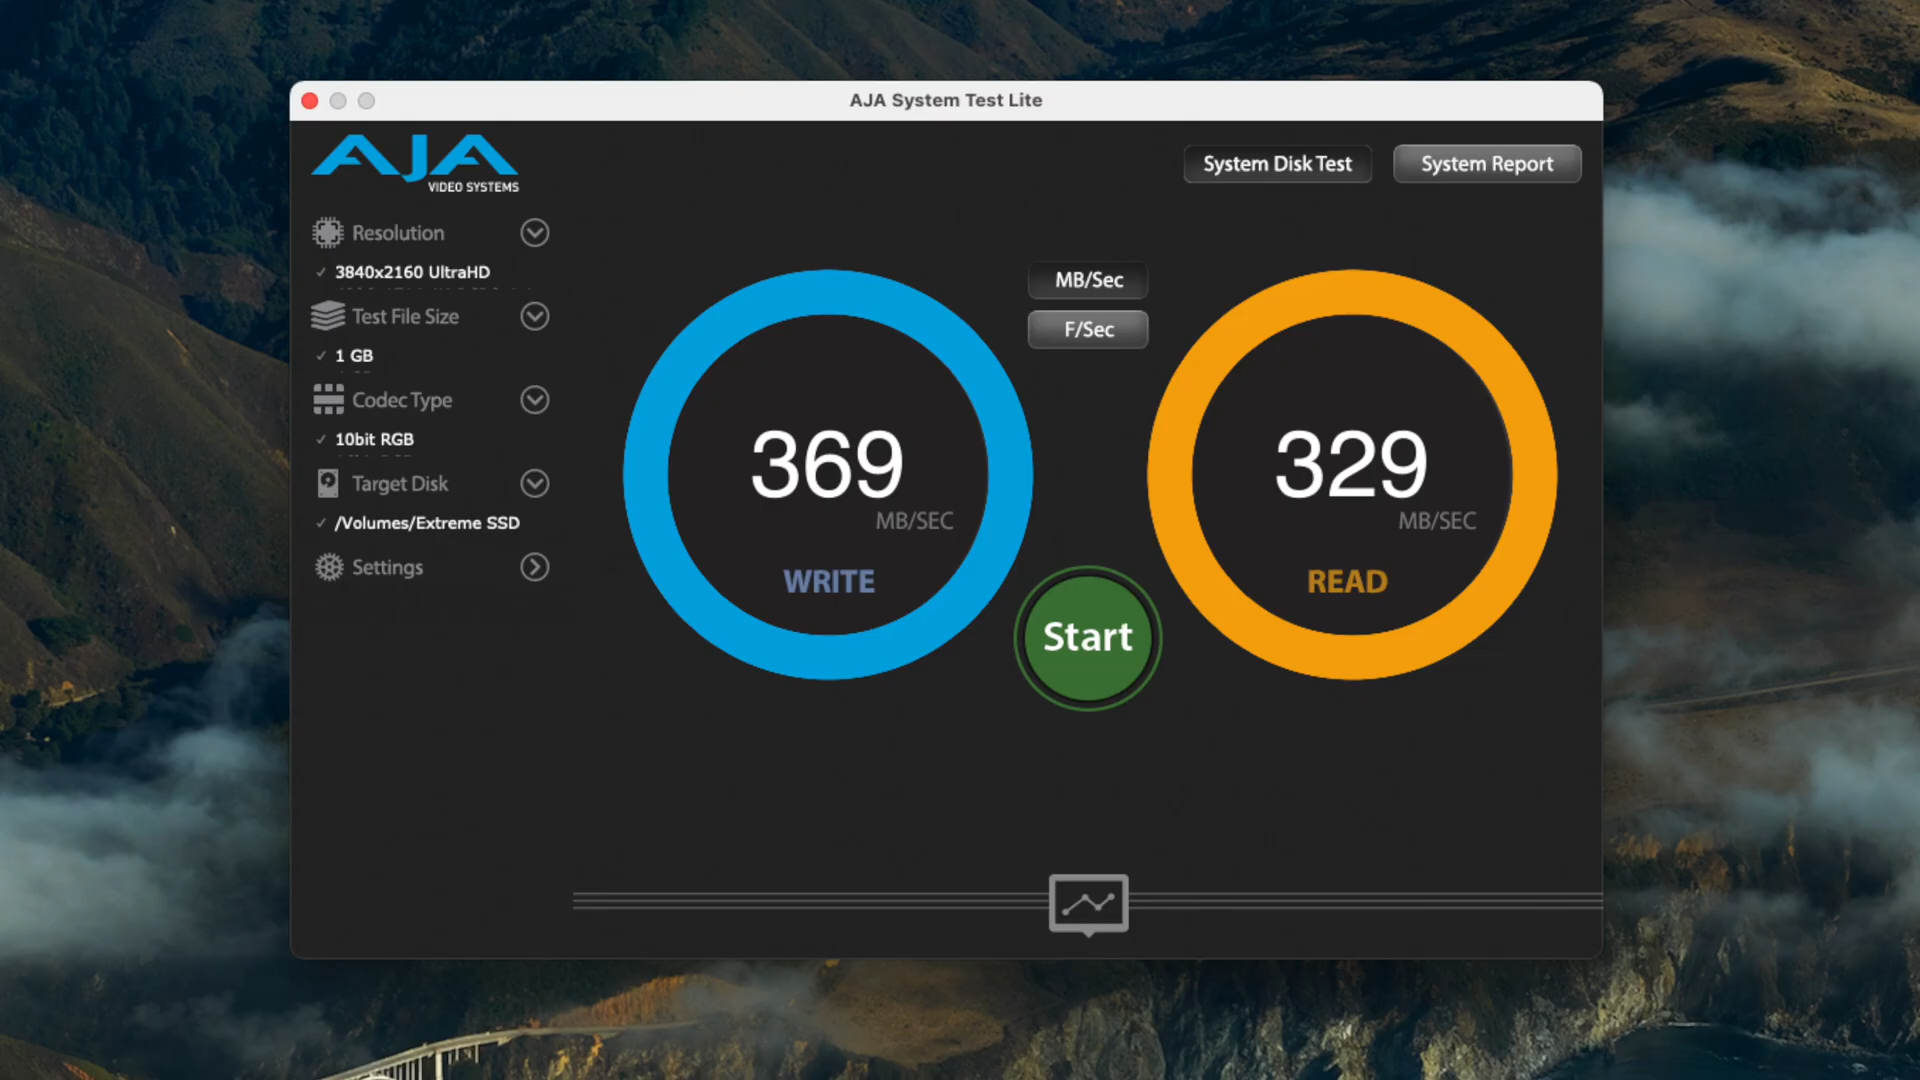 AJA System Test Lite
AJA
VIDEO SYSTEMS
System Disk Test
System Report
Resolution
3840x2160 UltraHD
Test File Size
1 GB
Codec Type
10bit RGB
Target Disk
/Volumes/Extreme SSD
Settings
MB/Sec
F/Sec
369
MB/SEC
WRITE
329
MB/SEC
READ
Start